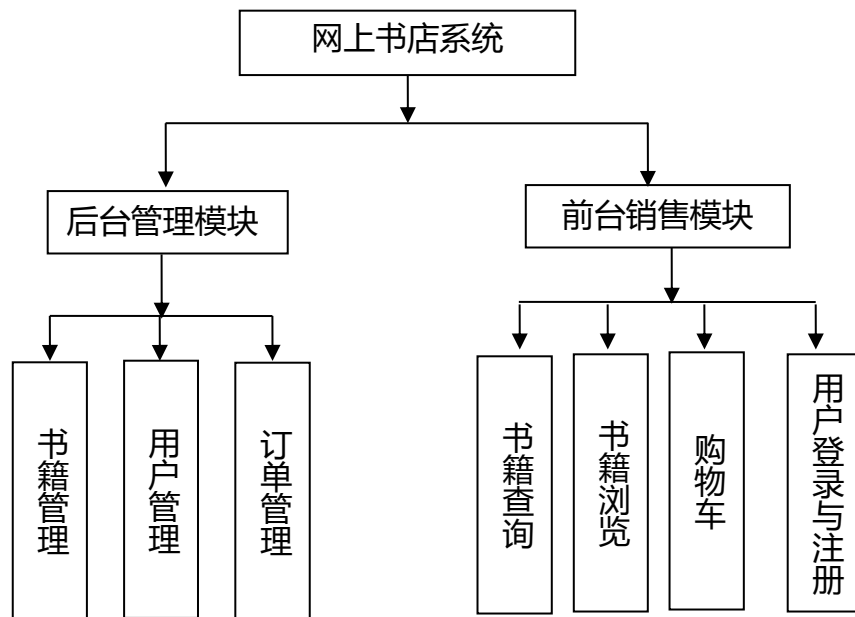 网上书店系统
后台管理模块
前台销售模块
书籍管理
用户管理
订单管理
书籍查询
书籍浏览
购物车
用户登录与注册